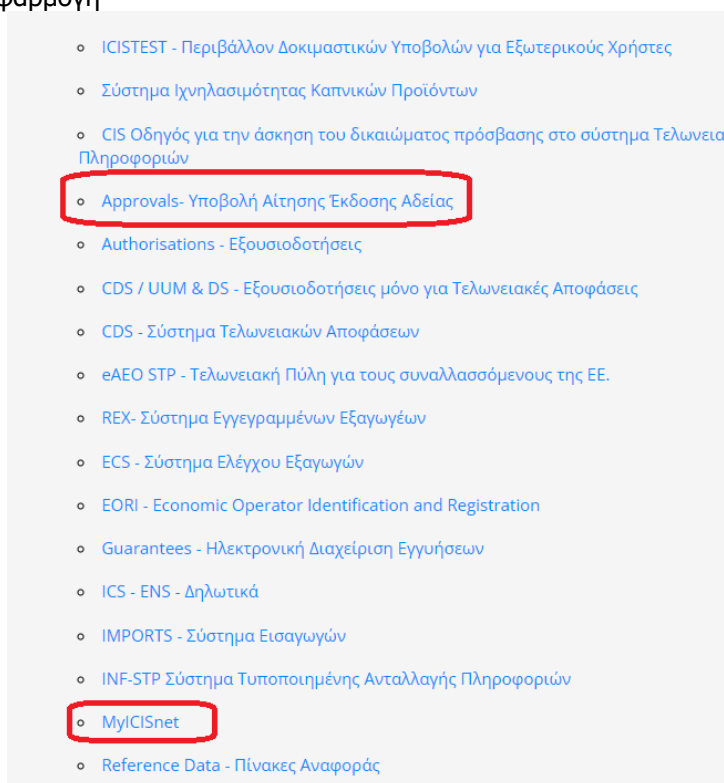 ICISTEST - Περιβάλλον Δοκιμαστικών Υποβολών για Εξωτερικούς Χρήστες
Σύστημα Ιχνηλασιμότητας Καπνικών Προϊόντων
CIS Οδηγός για την άσκηση του δικαιώματος πρόσβασης στο σύστημα Τελωνεια
Πληροφοριών
Approvals- Υποβολή Αίτησης Έκδοσης Αδείας
Authorisations - Εξουσιοδοτήσεις
CDS / UUM & DS - Εξουσιοδοτήσεις μόνο για Τελωνειακές Αποφάσεις
CDS - Σύστημα Τελωνειακών Αποφάσεων
eAEO STP - Τελωνειακή Πύλη για τους συναλλασσόμενους της ΕΕ.
REX- Σύστημα Εγγεγραμμένων Εξαγωγέων
ECS - Σύστημα Ελέγχου Εξαγωγών
EORI - Economic Operator Identification and Registration
Guarantees - Ηλεκτρονική Διαχείριση Εγγυήσεων
ICS - ENS - Δηλωτικά
IMPORTS - Σύστημα Εισαγωγών
INF-STP Σύστημα Τυποποιημένης Ανταλλαγής Πληροφοριών
MyICISnet
Reference Data - Πίνακες Αναφοράς